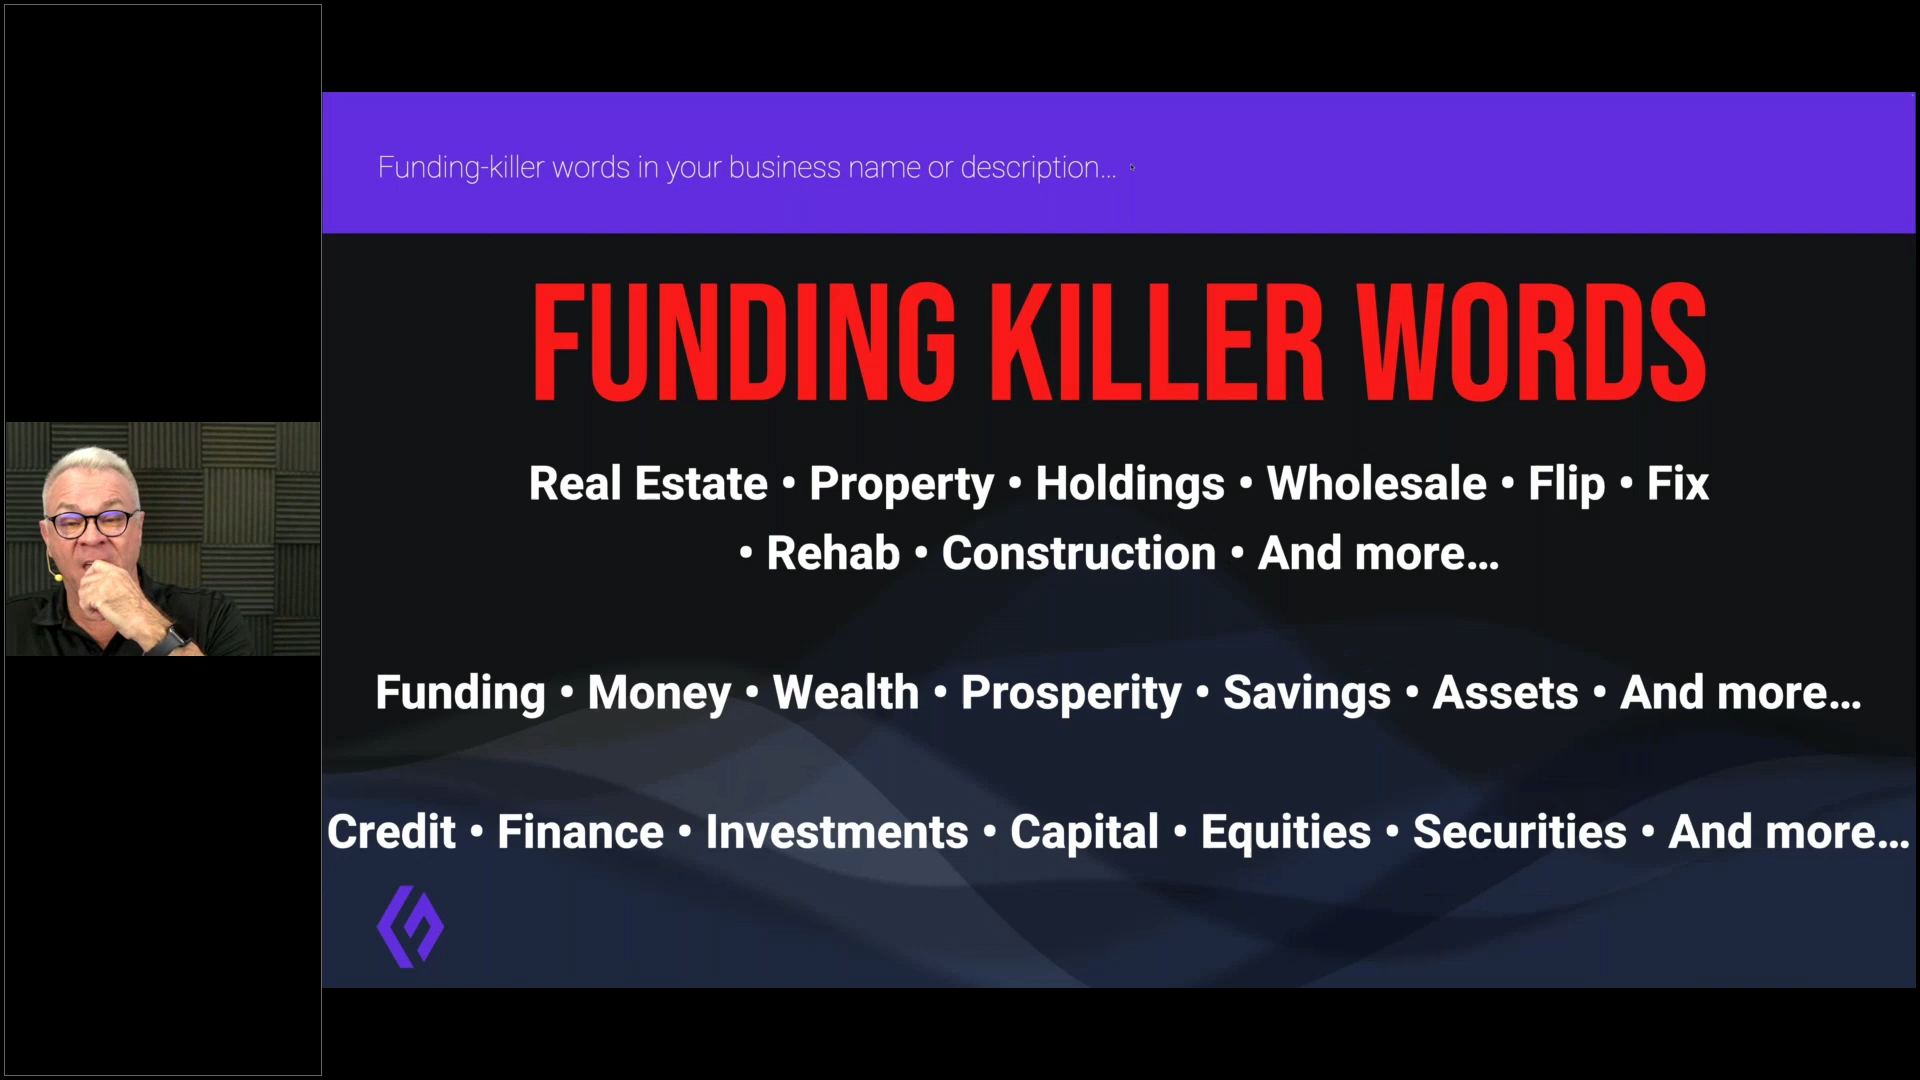 Funding-killer words in your business name or description...
FUNDING KILLER WORDS
Real Estate • Property • Holdings • Wholesale • Flip • Fix
• Rehab • Construction • And more...
Funding • Money • Wealth • Prosperity • Savings • Assets • And more...
Credit • Finance • Investments • Capital • Equities • Securities • And more...